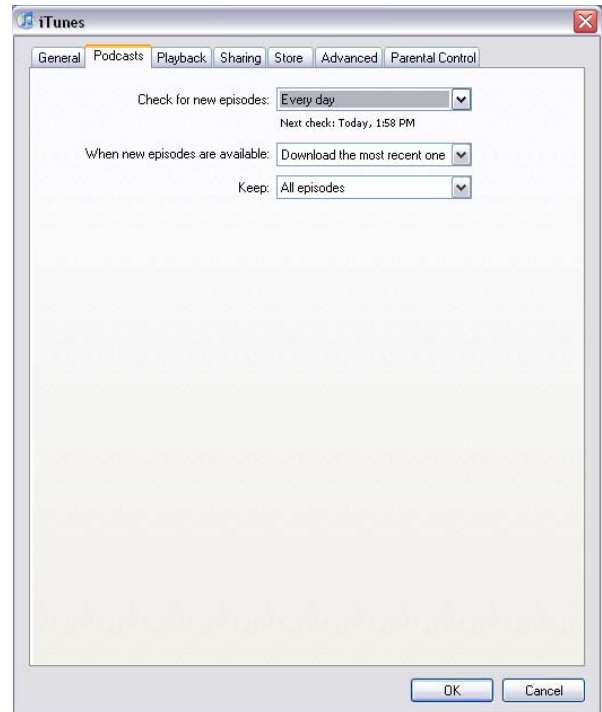 iTunes
General Podcasts Playback Sharing Store Advanced Parental Control
Check for new episodes: Every day
Next check: Today, 1:58 PM
When new episodes are available: Download the most recent one
Keep: All episodes
OK Cancel